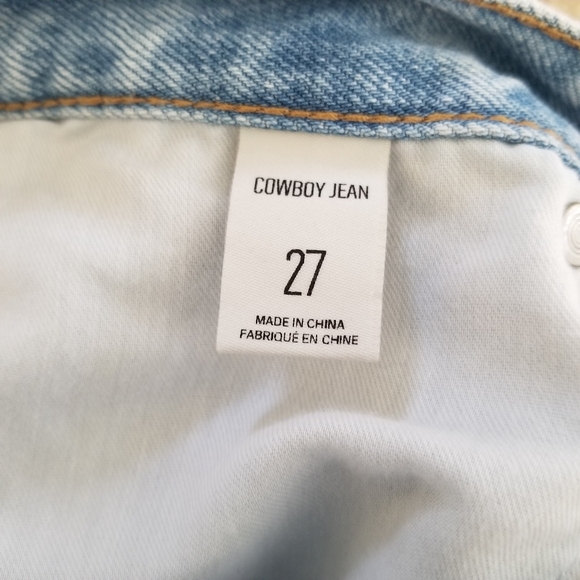 COWBOY JEAN
27
MADE IN CHINA
FABRIQUÉ EN CHINE